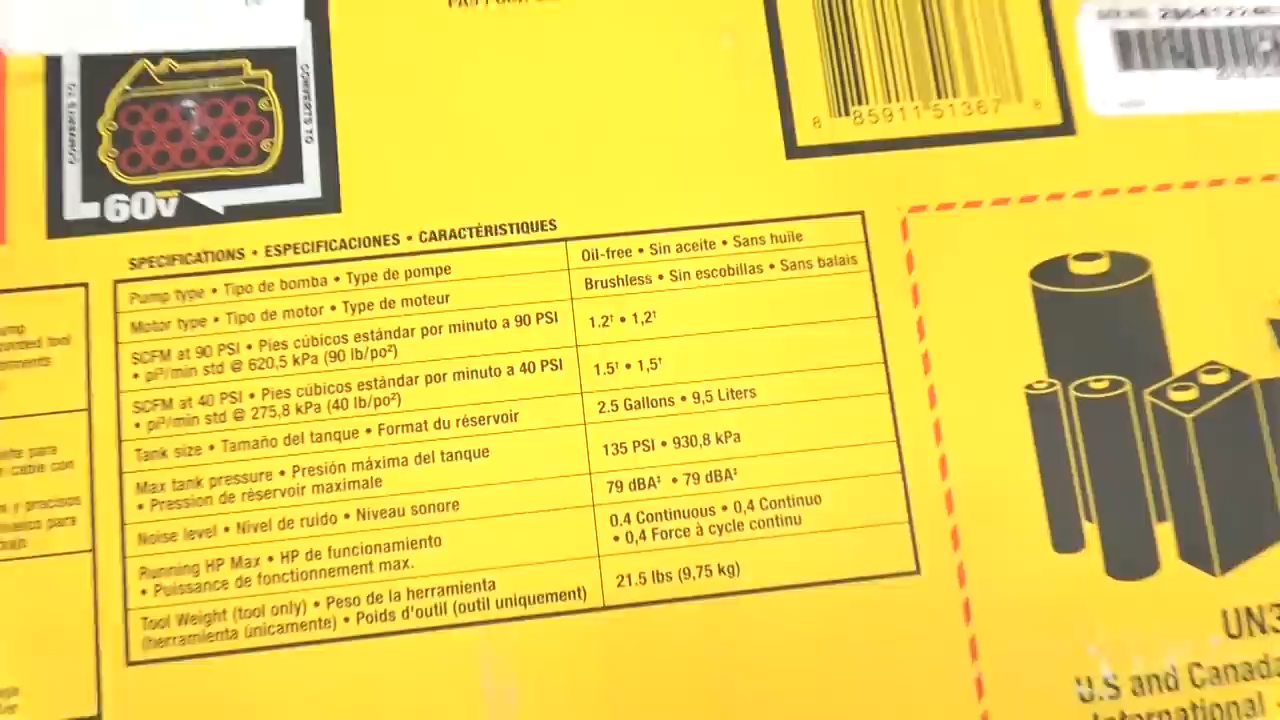 CONVERTS TO
60v
8 85911 51367 8
SPECIFICATIONS • ESPECIFICACIONES • CARACTÉRISTIQUES
Pump type • Tipo de bomba • Type de pompe
Oil-free • Sin aceite • Sans huile
Motor type • Tipo de motor • Type de moteur
Brushless • Sin escobillas • Sans balais
SCFM at 90 PSI • Pies cúbicos estándar por minuto a 90 PSI
• pi³/min std @ 620,5 kPa (90 lb/po²)
1.2† • 1,2†
SCFM at 40 PSI • Pies cúbicos estándar por minuto a 40 PSI
• pi³/min std @ 275,8 kPa (40 lb/po²)
1.5† • 1,5†
Tank size • Tamaño del tanque • Format du réservoir
2.5 Gallons • 9,5 Liters
Max tank pressure • Presión máxima del tanque
• Pression de réservoir maximale
135 PSI • 930,8 kPa
Noise level • Nivel de ruido • Niveau sonore
79 dBA‡ • 79 dBA‡
Running HP Max • HP de funcionamiento
• Puissance de fonctionnement max.
0.4 Continuous • 0,4 Continuo
• 0,4 Force à cycle continu
Tool Weight (tool only) • Peso de la herramienta
(herramienta únicamente) • Poids d'outil (outil uniquement)
21.5 lbs (9,75 kg)
UN3
U.S and Canada
International